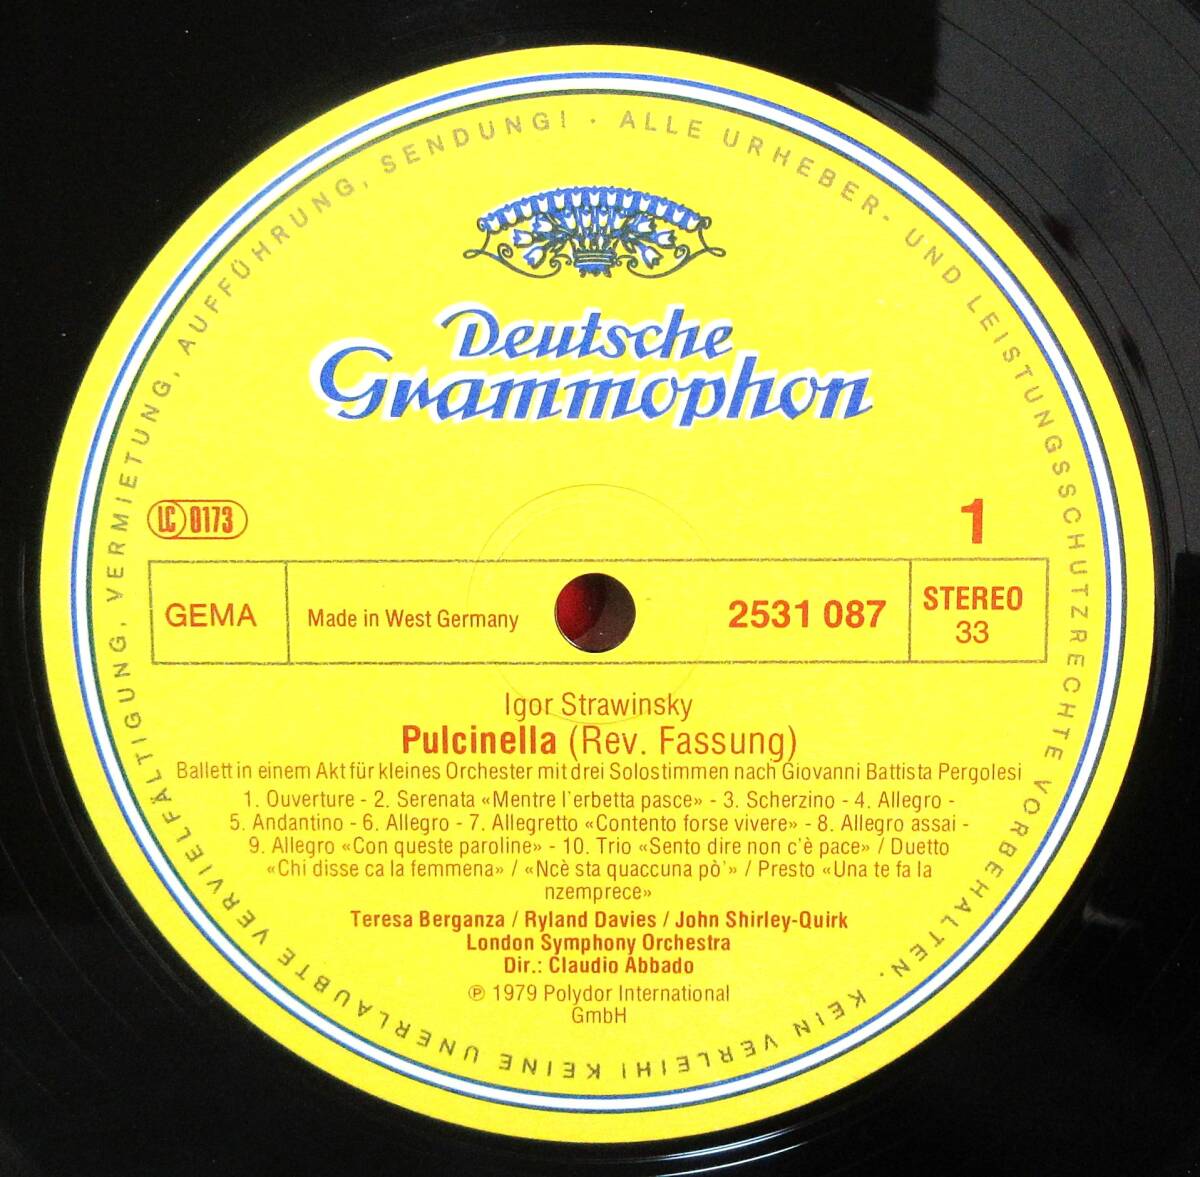 ALLE URHEBER- UND LEISTUNGSSCHUTZRECHTE VORBEHALTEN. KEIN VERLEIH! KEINE UNERLAUBTE VERVIELFÄLTIGUNG, VERMIETUNG, AUFFÜHRUNG, SENDUNG! ·
Deutsche
Grammophon
LC 0173
1
GEMA
Made in West Germany
2531 087
STEREO
33
Igor Strawinsky
Pulcinella (Rev. Fassung)
Ballett in einem Akt für kleines Orchester mit drei Solostimmen nach Giovanni Battista Pergolesi
1. Ouverture - 2. Serenata «Mentre l'erbetta pasce» - 3. Scherzino - 4. Allegro -
5. Andantino - 6. Allegro - 7. Allegretto «Contento forse vivere» - 8. Allegro assai -
9. Allegro «Con queste paroline» - 10. Trio «Sento dire non c'è pace» / Duetto
«Chi disse ca la femmena» / «Ncè sta quaccuna pò'» / Presto «Una te fa la
nzemprece»
Teresa Berganza / Ryland Davies / John Shirley-Quirk
London Symphony Orchestra
Dir.: Claudio Abbado
℗ 1979 Polydor International
GmbH